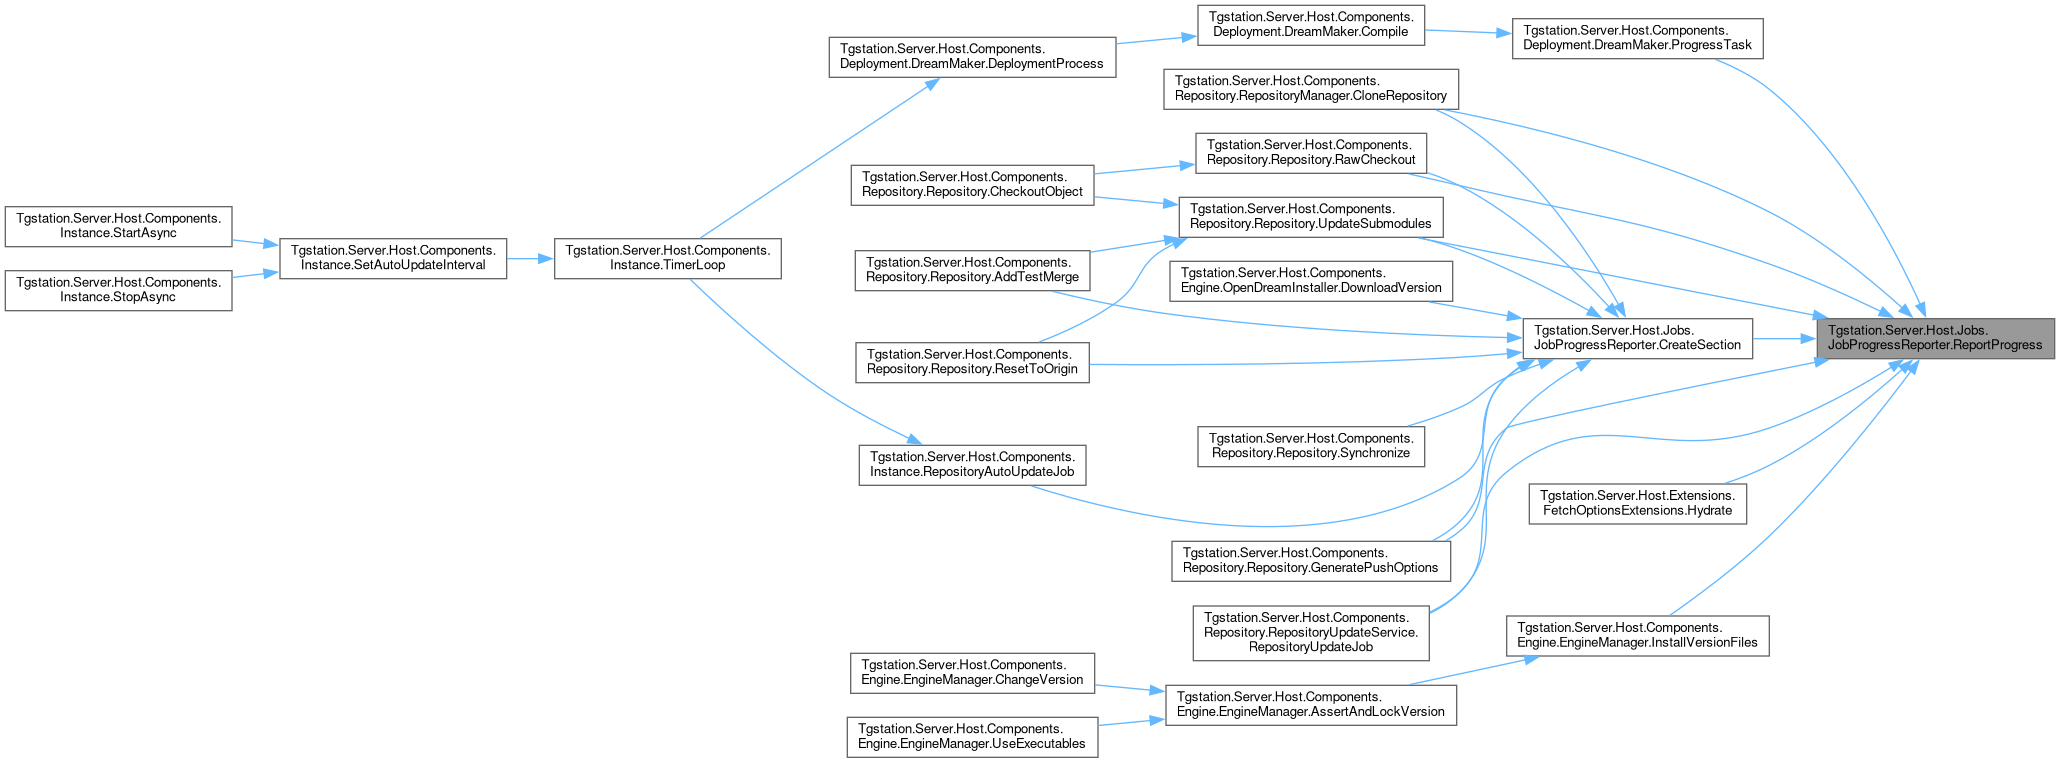 Tgstation.Server.Host.Components.
Deployment.DreamMaker.Compile
Tgstation.Server.Host.Components.
Deployment.DreamMaker.ProgressTask
Tgstation.Server.Host.Components.
Deployment.DreamMaker.DeploymentProcess
Tgstation.Server.Host.Components.
Repository.RepositoryManager.CloneRepository
Tgstation.Server.Host.Components.
Repository.Repository.RawCheckout
Tgstation.Server.Host.Components.
Repository.Repository.CheckoutObject
Tgstation.Server.Host.Components.
Repository.Repository.UpdateSubmodules
Tgstation.Server.Host.Components.
Instance.StartAsync
Tgstation.Server.Host.Components.
Instance.SetAutoUpdateInterval
Tgstation.Server.Host.Components.
Instance.TimerLoop
Tgstation.Server.Host.Components.
Repository.Repository.AddTestMerge
Tgstation.Server.Host.Components.
Engine.OpenDreamInstaller.DownloadVersion
Tgstation.Server.Host.Components.
Instance.StopAsync
Tgstation.Server.Host.Jobs.
JobProgressReporter.CreateSection
Tgstation.Server.Host.Jobs.
JobProgressReporter.ReportProgress
Tgstation.Server.Host.Components.
Repository.Repository.ResetToOrigin
Tgstation.Server.Host.Components.
Repository.Repository.Synchronize
Tgstation.Server.Host.Components.
Instance.RepositoryAutoUpdateJob
Tgstation.Server.Host.Extensions.
FetchOptionsExtensions.Hydrate
Tgstation.Server.Host.Components.
Repository.Repository.GeneratePushOptions
Tgstation.Server.Host.Components.
Repository.RepositoryUpdateService.
RepositoryUpdateJob
Tgstation.Server.Host.Components.
Engine.EngineManager.InstallVersionFiles
Tgstation.Server.Host.Components.
Engine.EngineManager.ChangeVersion
Tgstation.Server.Host.Components.
Engine.EngineManager.AssertAndLockVersion
Tgstation.Server.Host.Components.
Engine.EngineManager.UseExecutables